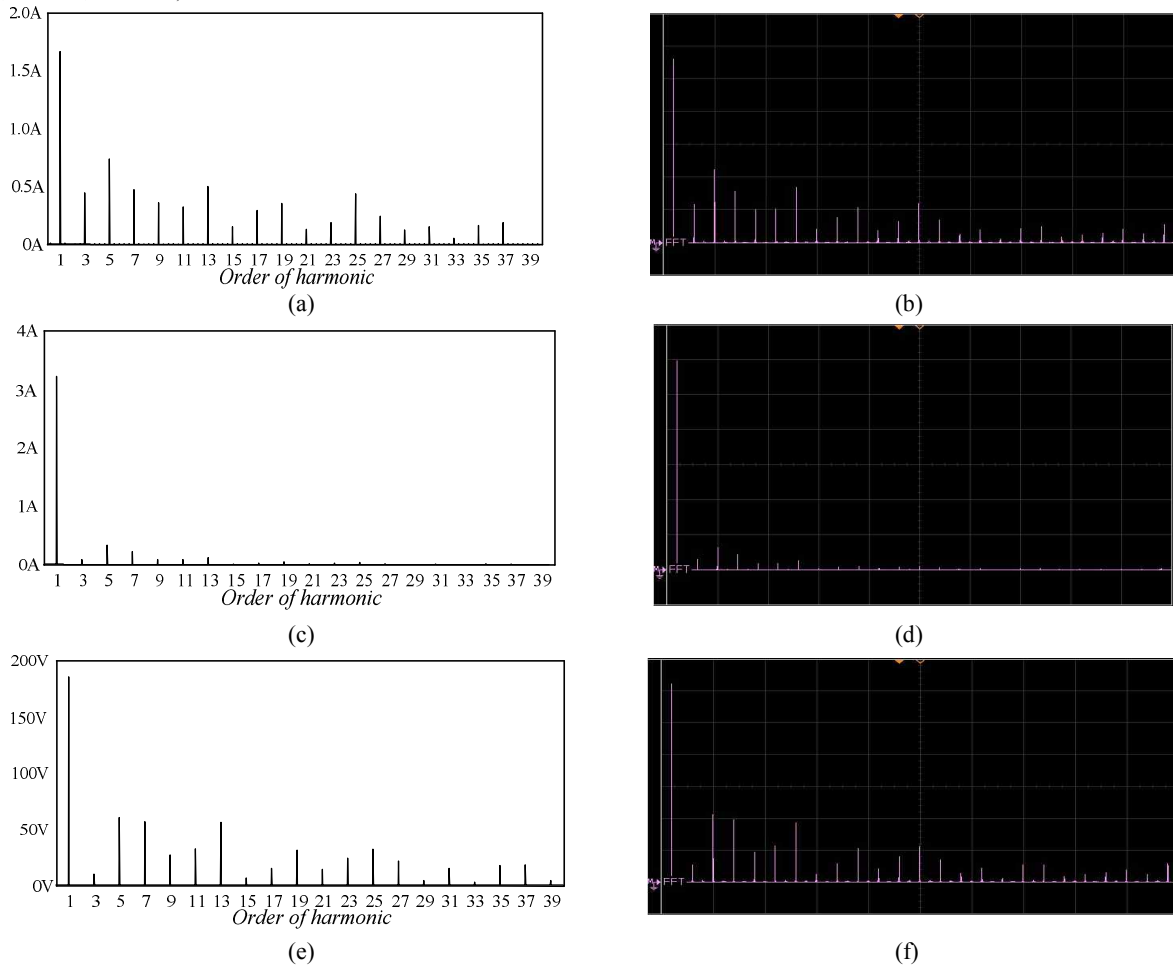 2.0A
1.5A
1.0A
0.5A
0A
1 3 5 7 9 11 13 15 17 19 21 23 25 27 29 31 33 35 37 39
Order of harmonic
(a)
M FFT
(b)
4A
3A
2A
1A
0A
1 3 5 7 9 11 13 15 17 19 21 23 25 27 29 31 33 35 37 39
Order of harmonic
(c)
M FFT
(d)
200V
150V
100V
50V
0V
1 3 5 7 9 11 13 15 17 19 21 23 25 27 29 31 33 35 37 39
Order of harmonic
(e)
M FFT
(f)